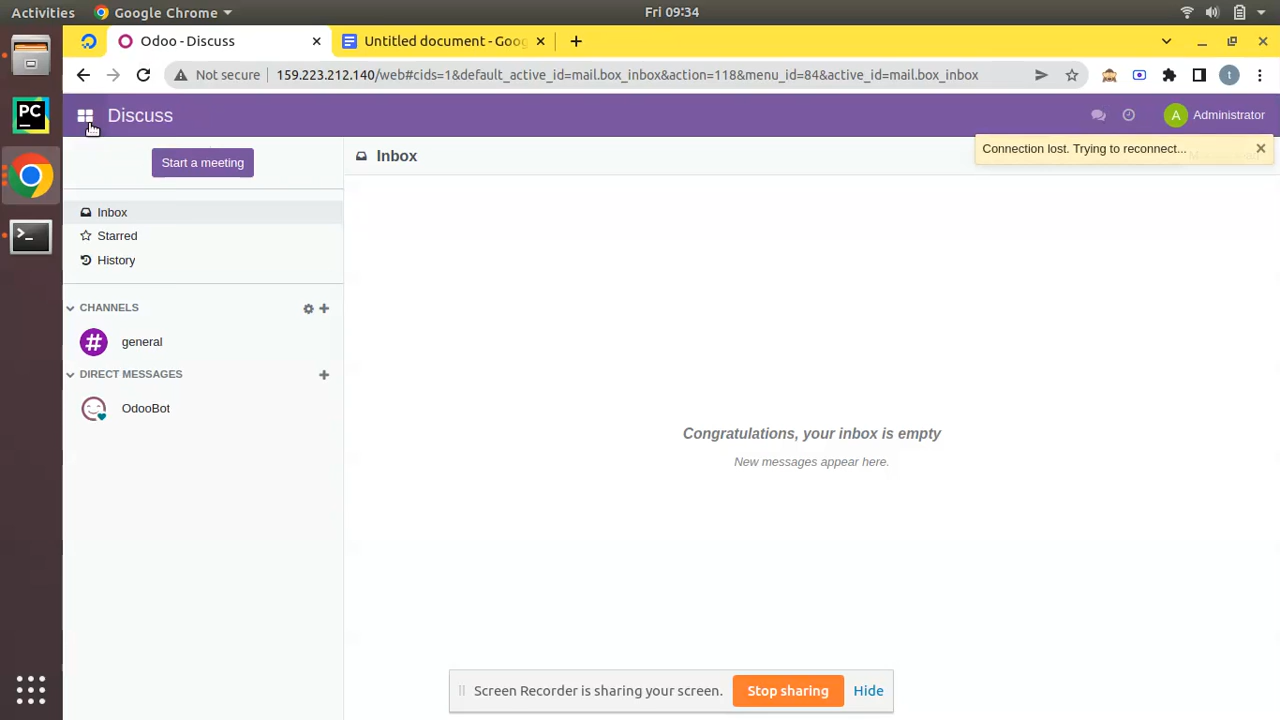 Activities
Google Chrome
Fri 09:34
Odoo - Discuss
Untitled document - Goog
Not secure
159.223.212.140/web#cids=1&default_active_id=mail.box_inbox&action=118&menu_id=84&active_id=mail.box_inbox
t
PC
Discuss
A
Administrator
Connection lost. Trying to reconnect...
Start a meeting
Inbox
Inbox
Starred
History
CHANNELS
general
DIRECT MESSAGES
OdooBot
Congratulations, your inbox is empty
New messages appear here.
Screen Recorder is sharing your screen.
Stop sharing
Hide